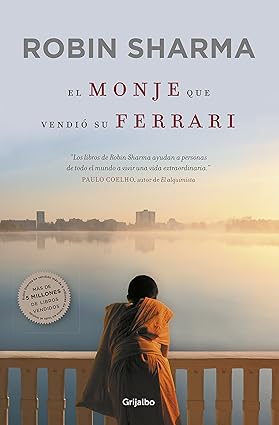 ROBIN SHARMA
EL MONJE QUE
VENDIÓ SU FERRARI
"Los libros de Robin Sharma ayudan a personas
de todo el mundo a vivir una vida extraordinaria."
PAULO COELHO, autor de El alquimista
MÁS DE
5 MILLONES
DE LIBROS
VENDIDOS
Grijalbo